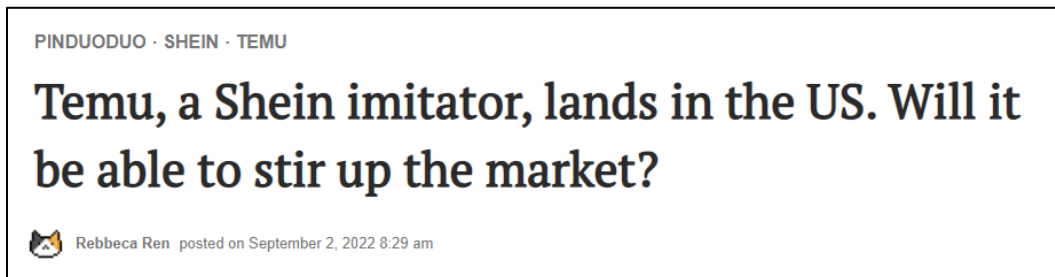 PINDUODUO · SHEIN · TEMU
Temu, a Shein imitator, lands in the US. Will it
be able to stir up the market?
Rebbeca Ren posted on September 2, 2022 8:29 am